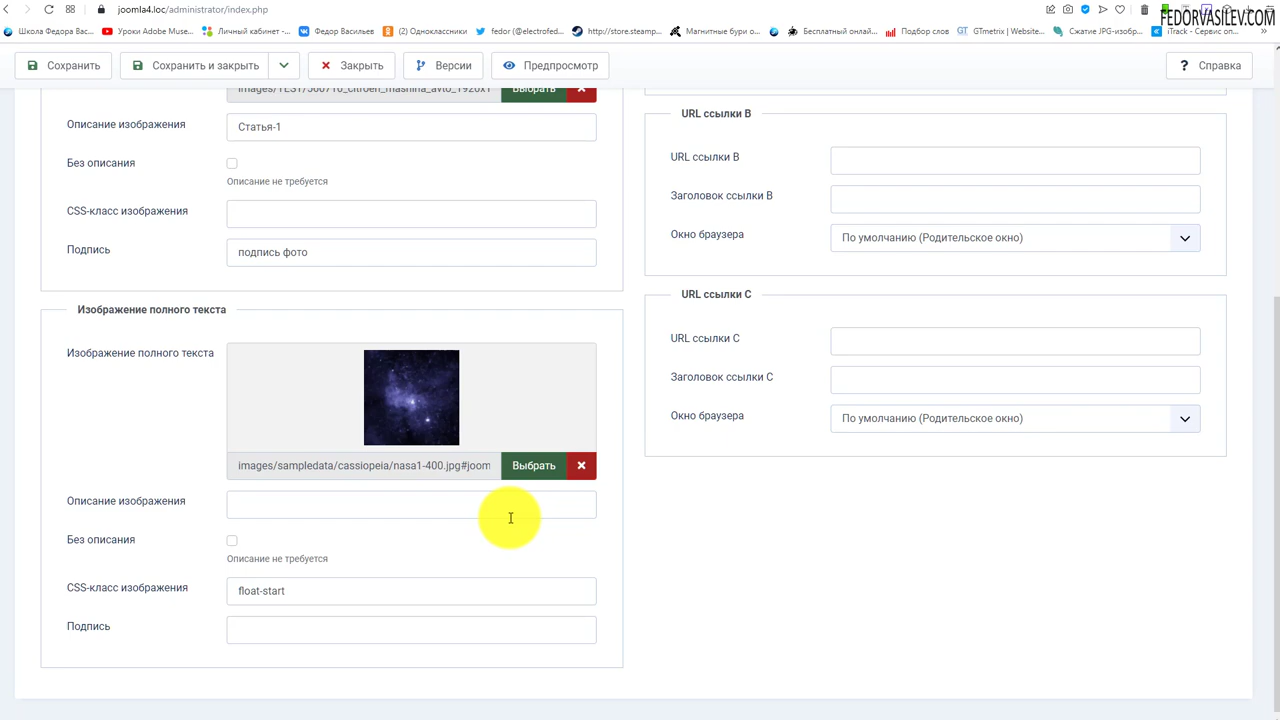 joomla4.loc/administrator/index.php
FEDORVASILEV.COM
Школа Федора Вас...
Уроки Adobe Muse...
Личный кабинет -...
Федор Васильев
(2) Одноклассники
fedor (@electrofed...
http://store.steamp...
Магнитные бури о...
Бесплатный онлай...
Подбор слов
GTmetrix | Website...
Сжатие JPG-изобр...
iTrack - Сервис оп...
Сохранить
Сохранить и закрыть
Закрыть
Версии
Предпросмотр
? Справка
images/TEST/500710_citroen_mashina_avto_1920x1
Выбрать
Описание изображения
Статья-1
Без описания
Описание не требуется
CSS-класс изображения
Подпись
подпись фото
Изображение полного текста
Изображение полного текста
images/sampledata/cassiopeia/nasa1-400.jpg#joom
Выбрать
Описание изображения
Без описания
Описание не требуется
CSS-класс изображения
float-start
Подпись
URL ссылки B
URL ссылки B
Заголовок ссылки B
Окно браузера
По умолчанию (Родительское окно)
URL ссылки C
URL ссылки C
Заголовок ссылки C
Окно браузера
По умолчанию (Родительское окно)